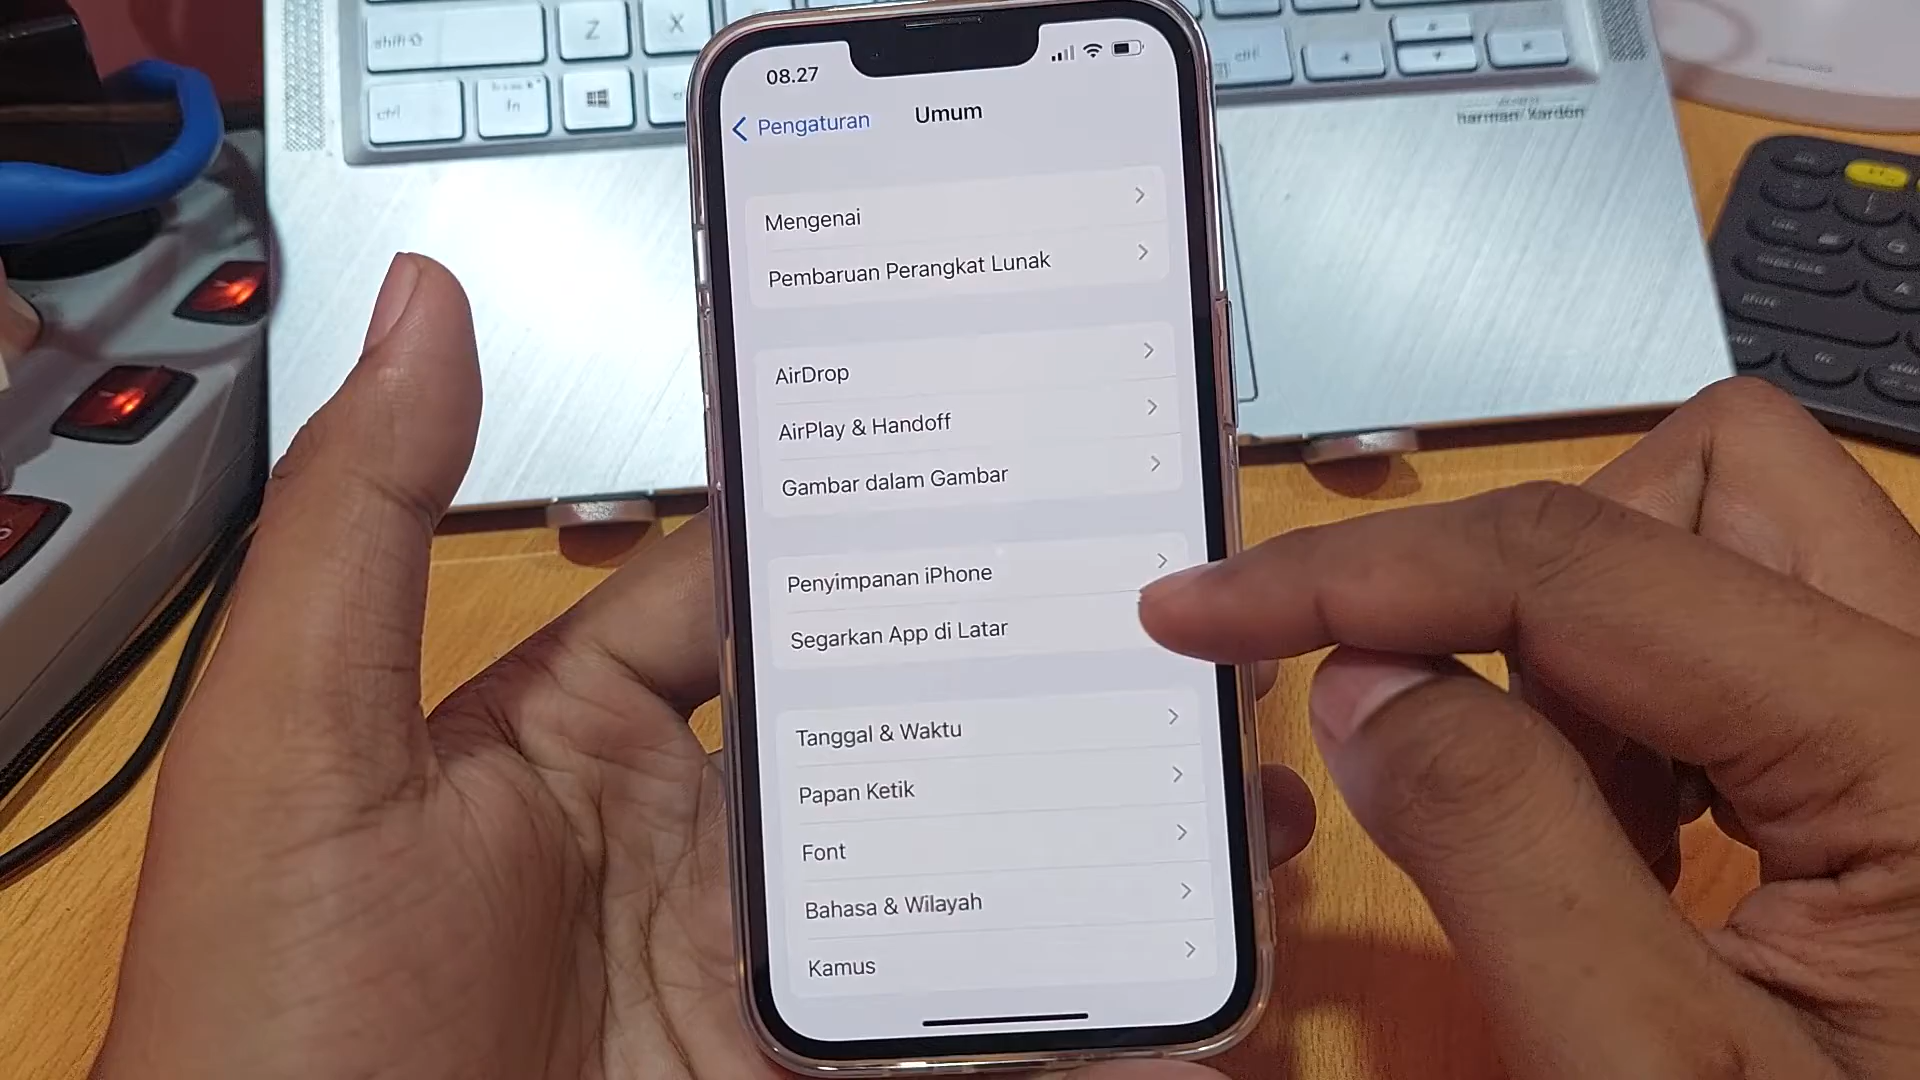 shift
Z
X
ctrl
fn
ctrl
harman/kardon
08.27
Pengaturan
Umum
Mengenai
Pembaruan Perangkat Lunak
AirDrop
AirPlay & Handoff
Gambar dalam Gambar
Penyimpanan iPhone
Segarkan App di Latar
Tanggal & Waktu
Papan Ketik
Font
Bahasa & Wilayah
Kamus